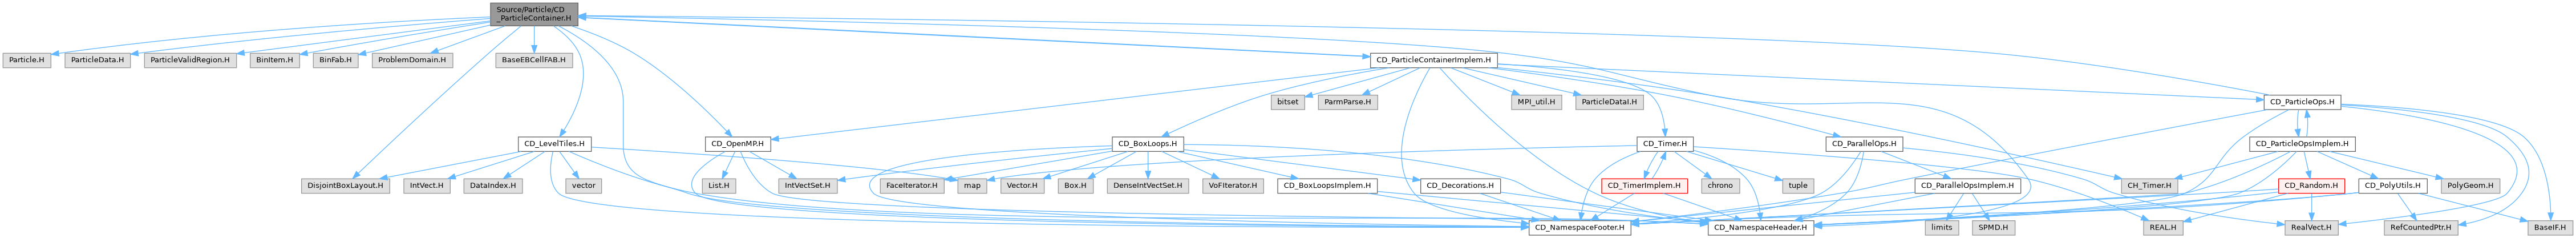 Source/Particle/CD
_ParticleContainer.H
Particle.H
ParticleData.H
ParticleValidRegion.H
BinItem.H
BinFab.H
ProblemDomain.H
BaseEBCellFAB.H
CD_ParticleContainerImplem.H
bitset
ParmParse.H
MPI_util.H
ParticleDataI.H
CD_ParticleOps.H
CD_LevelTiles.H
CD_OpenMP.H
CD_BoxLoops.H
CD_Timer.H
CD_ParallelOps.H
CD_ParticleOpsImplem.H
DisjointBoxLayout.H
IntVect.H
DataIndex.H
vector
List.H
IntVectSet.H
FaceIterator.H
map
Vector.H
Box.H
DenseIntVectSet.H
VoFIterator.H
CD_BoxLoopsImplem.H
CD_Decorations.H
CD_TimerImplem.H
chrono
tuple
CD_ParallelOpsImplem.H
CH_Timer.H
CD_Random.H
CD_PolyUtils.H
PolyGeom.H
CD_NamespaceFooter.H
CD_NamespaceHeader.H
limits
SPMD.H
REAL.H
RealVect.H
RefCountedPtr.H
BaseIF.H